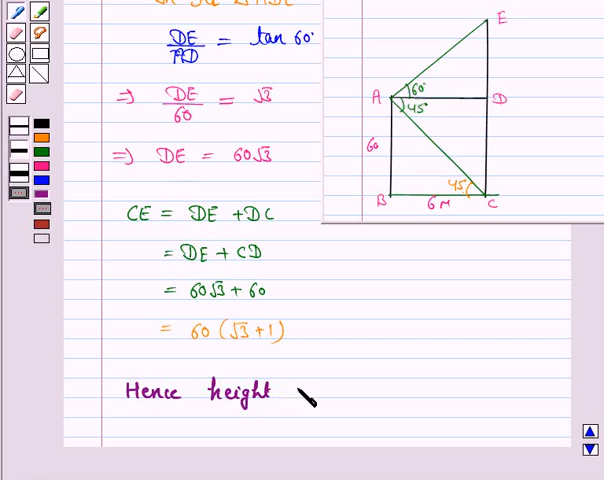 DE/AD = tan 60°
⇒ DE/60 = √3
⇒ DE = 60√3
CE = DE + DC
= DE + CD
= 60√3 + 60
= 60 (√3 + 1)
Hence height
E
A 60° D
45°
60
45°
B 6M C